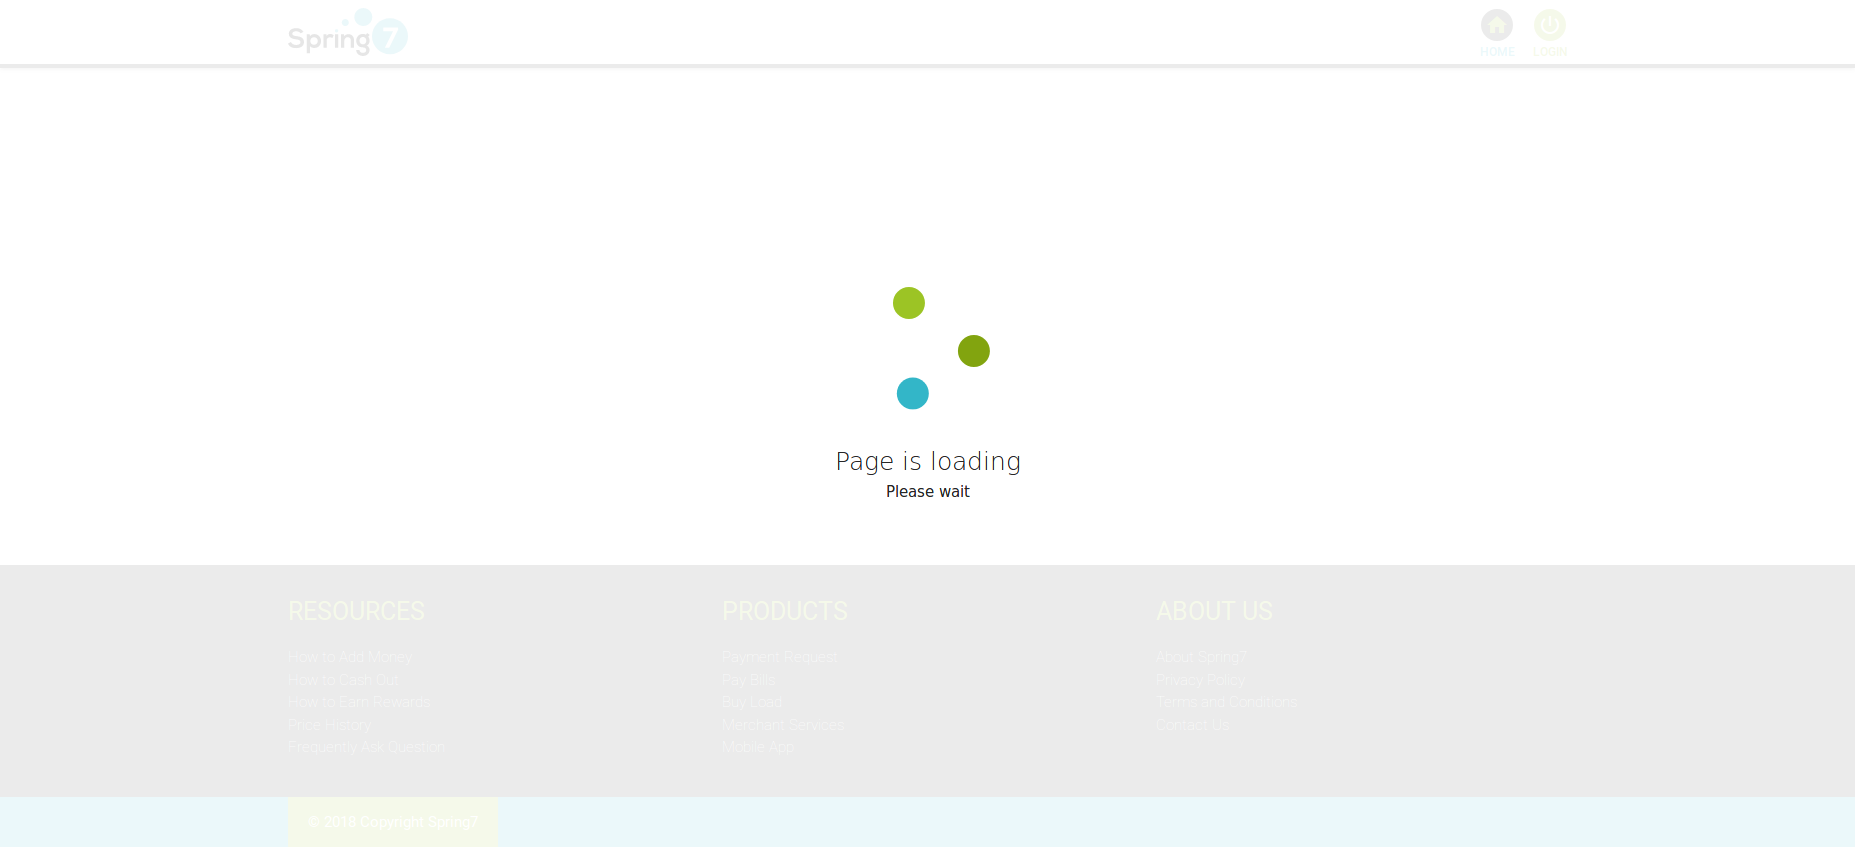 Spring7
HOME
LOGIN
Page is loading
Please wait
RESOURCES
How to Add Money
How to Cash Out
How to Earn Rewards
Price History
Frequently Ask Question
PRODUCTS
Payment Request
Pay Bills
Buy Load
Merchant Services
Mobile App
ABOUT US
About Spring7
Privacy Policy
Terms and Conditions
Contact Us
© 2018 Copyright Spring7